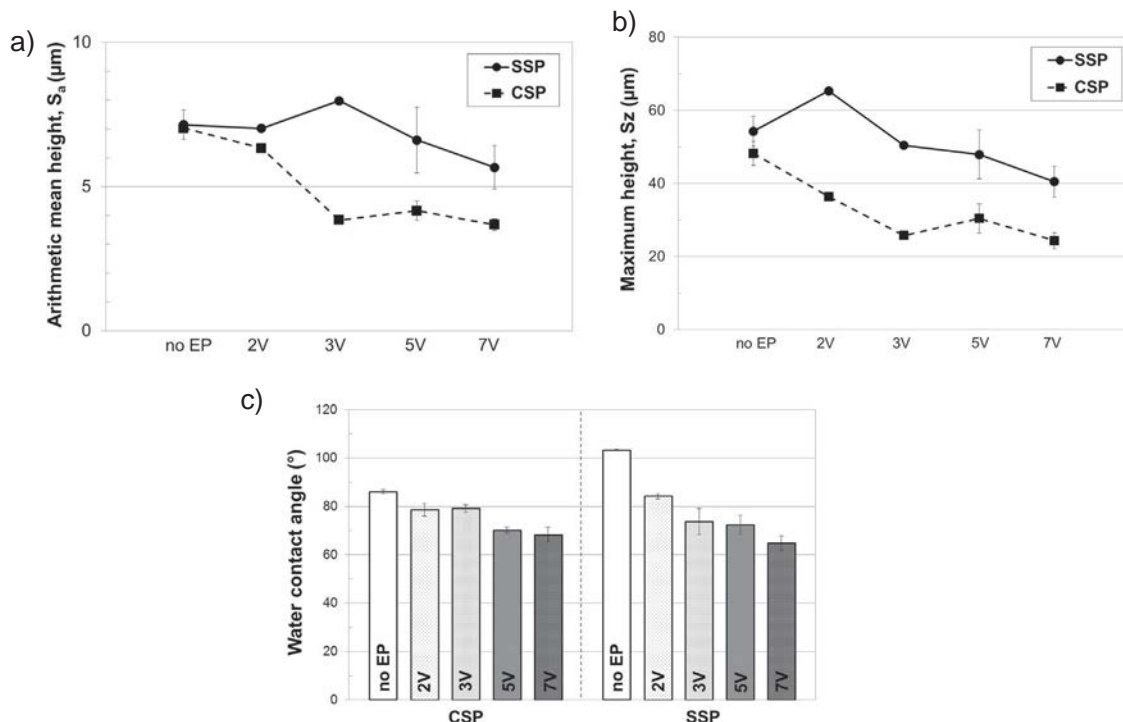 a)
Arithmetic mean height, Sa (μm)
10
5
0
SSP
CSP
no EP 2V 3V 5V 7V
b)
Maximum height, Sz (μm)
80
60
40
20
0
SSP
CSP
no EP 2V 3V 5V 7V
c)
Water contact angle (°)
120
100
80
60
40
20
0
no EP 2V 3V 5V 7V no EP 2V 3V 5V 7V
CSP SSP